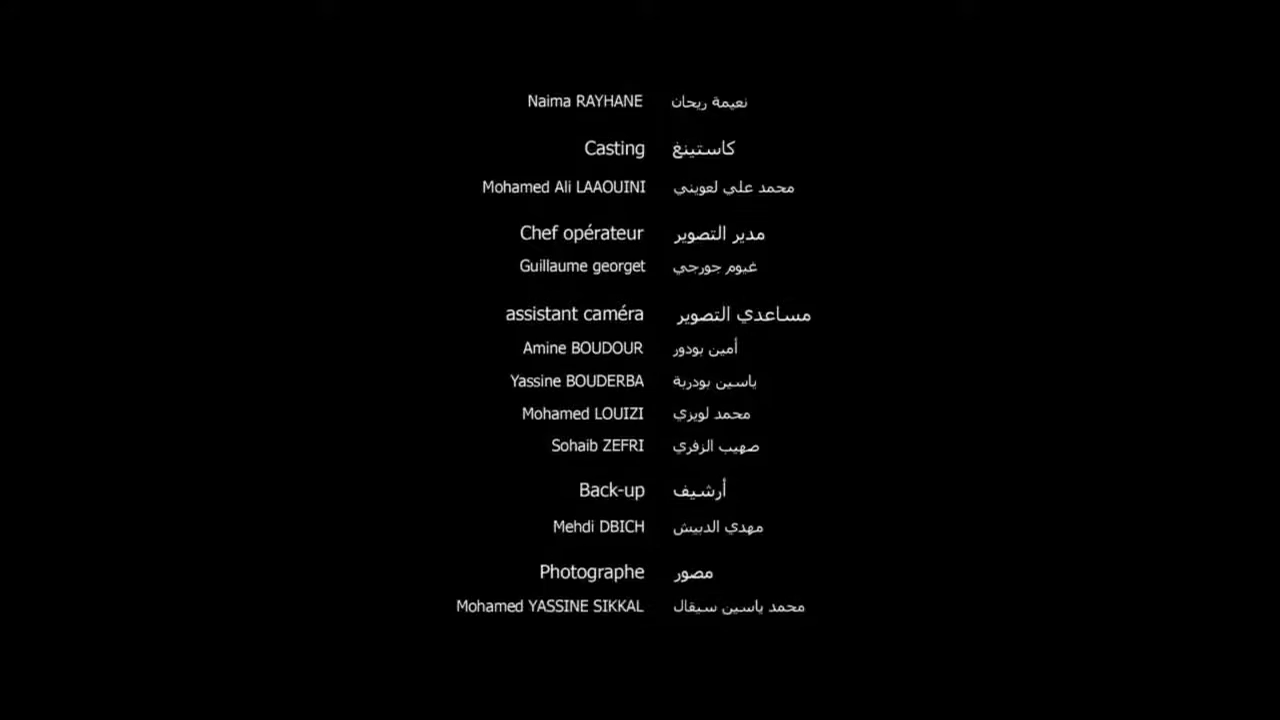 Naima RAYHANE نعيمة ريحان
Casting كاستينغ
Mohamed Ali LAAOUINI محمد علي لعويني
Chef opérateur مدير التصوير
Guillaume georget غيوم جورجي
assistant caméra مساعدي التصوير
Amine BOUDOUR أمين بودور
Yassine BOUDERBA ياسين بودربة
Mohamed LOUIZI محمد لويزي
Sohaib ZEFRI صهيب الزفري
Back-up أرشيف
Mehdi DBICH مهدي الدبيش
Photographe مصور
Mohamed YASSINE SIKKAL محمد ياسين سيقال